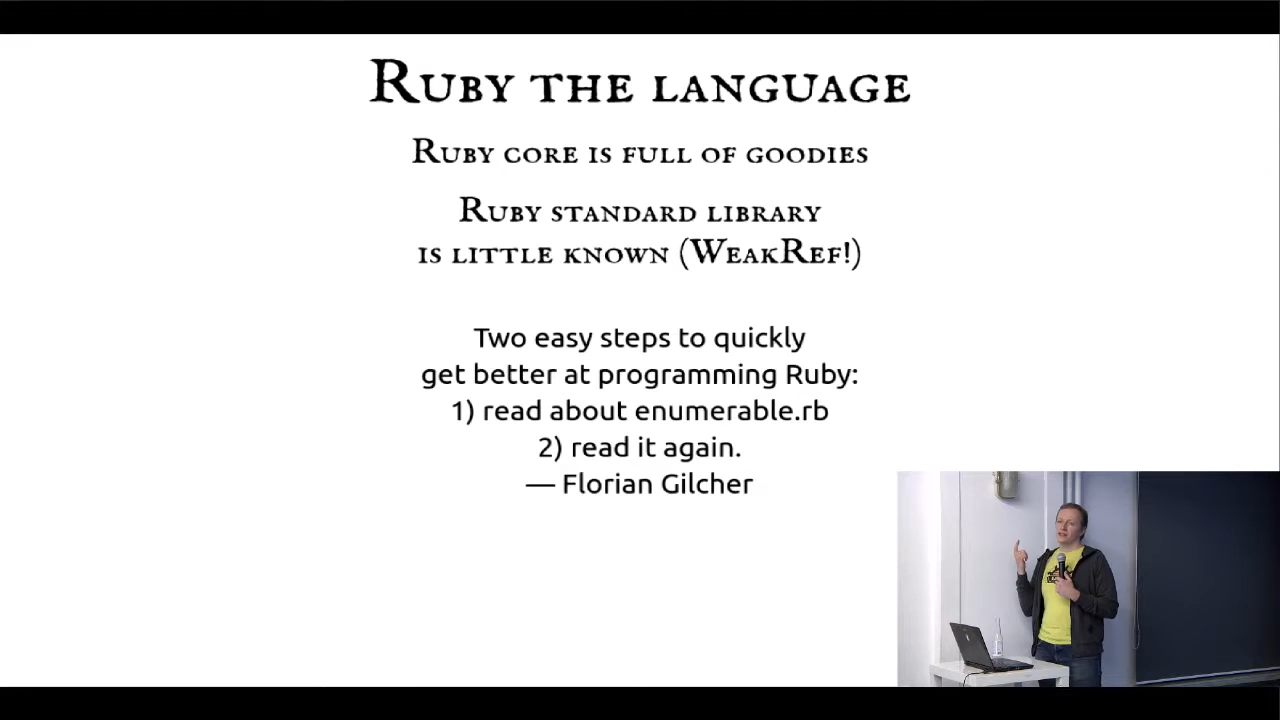 Ruby the language
Ruby core is full of goodies
Ruby standard library
is little known (WeakRef!)
Two easy steps to quickly
get better at programming Ruby:
1) read about enumerable.rb
2) read it again.
— Florian Gilcher